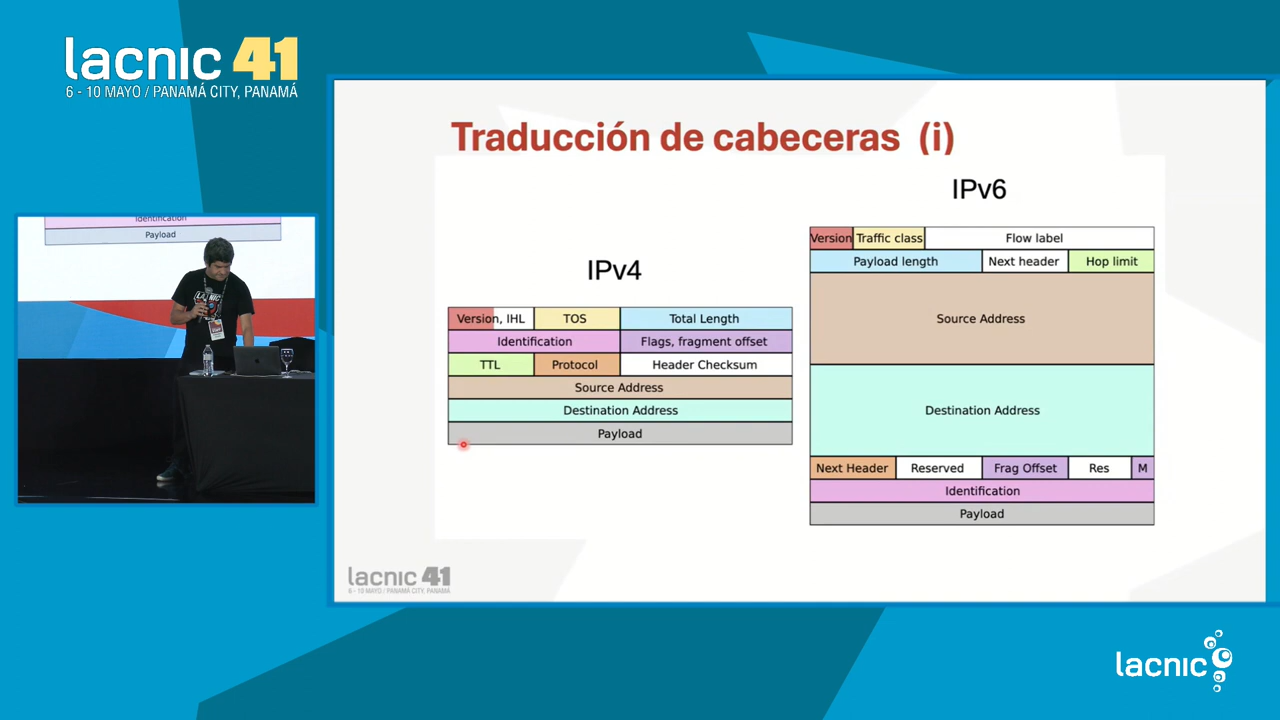 lacnic 41
6 - 10 MAYO / PANAMÁ CITY, PANAMÁ
Identification
Payload
Traducción de cabeceras (i)
IPv4
Version, IHL
TOS
Total Length
Identification
Flags, fragment offset
TTL
Protocol
Header Checksum
Source Address
Destination Address
Payload
IPv6
Version
Traffic class
Flow label
Payload length
Next header
Hop limit
Source Address
Destination Address
Next Header
Reserved
Frag Offset
Res
M
Identification
Payload
lacnic 41
6 - 10 MAYO / PANAMÁ CITY, PANAMÁ
lacnic